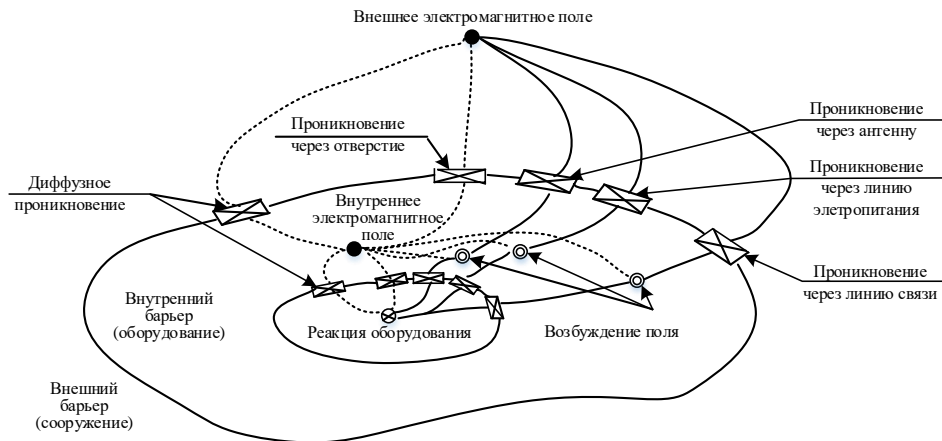 Внешнее электромагнитное поле
Проникновение
через отверстие
Проникновение
через антенну
Диффузное
проникновение
Внутреннее
электромагнитное
поле
Проникновение
через линию
элетропитания
Проникновение
через линию связи
Внутренний
барьер
(оборудование)
Реакция оборудования
Возбуждение поля
Внешний
барьер
(сооружение)